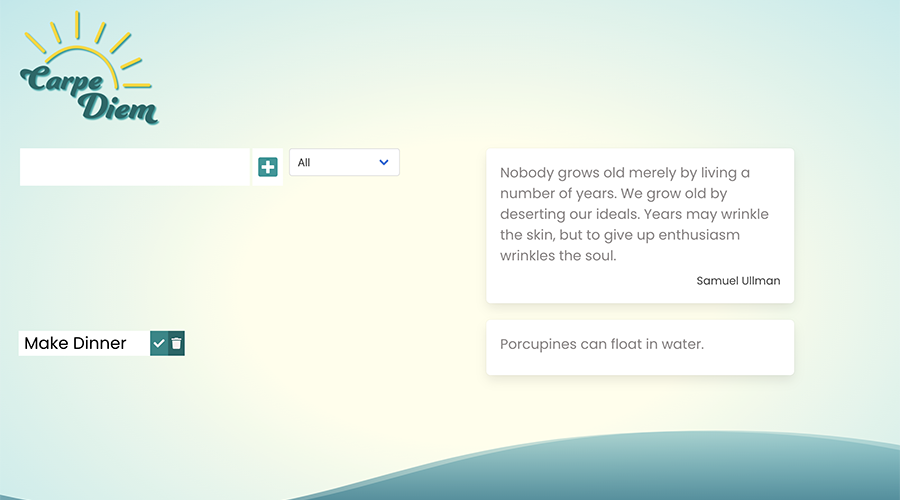 Carpe
Diem
All
Nobody grows old merely by living a
number of years. We grow old by
deserting our ideals. Years may wrinkle
the skin, but to give up enthusiasm
wrinkles the soul.
Samuel Ullman
Make Dinner
Porcupines can float in water.